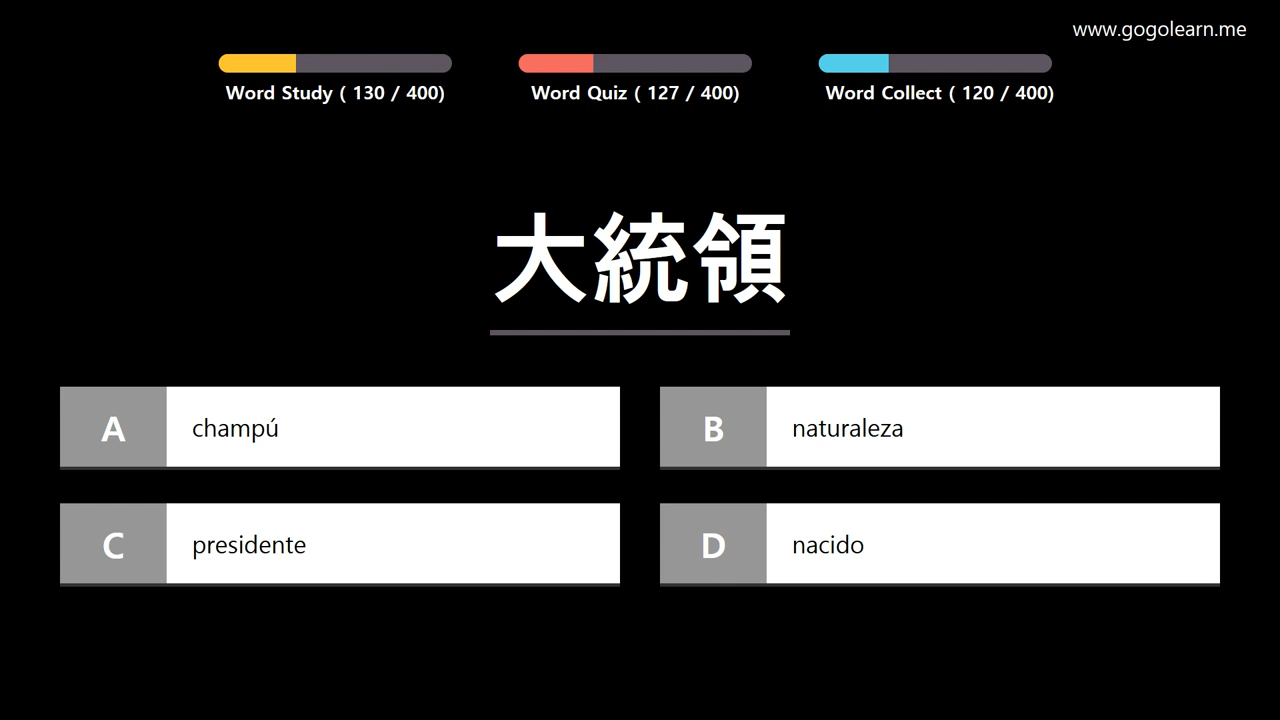 www.gogolearn.me
Word Study ( 130 / 400)
Word Quiz ( 127 / 400)
Word Collect ( 120 / 400)
大統領
A champú
B naturaleza
C presidente
D nacido